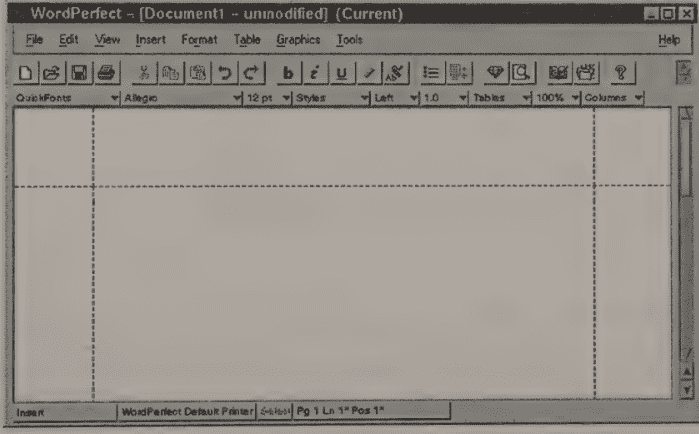 WordPerfect – [Document1 – unmodified] (Current)
File Edit View Insert Format Table Graphics Tools Help
b i U
QuickFonts Allegro 12 pt Styles Left 1.0 Tables 100% Columns
Insert WordPerfect Default Printer Select Pg 1 Ln 1" Pos 1"